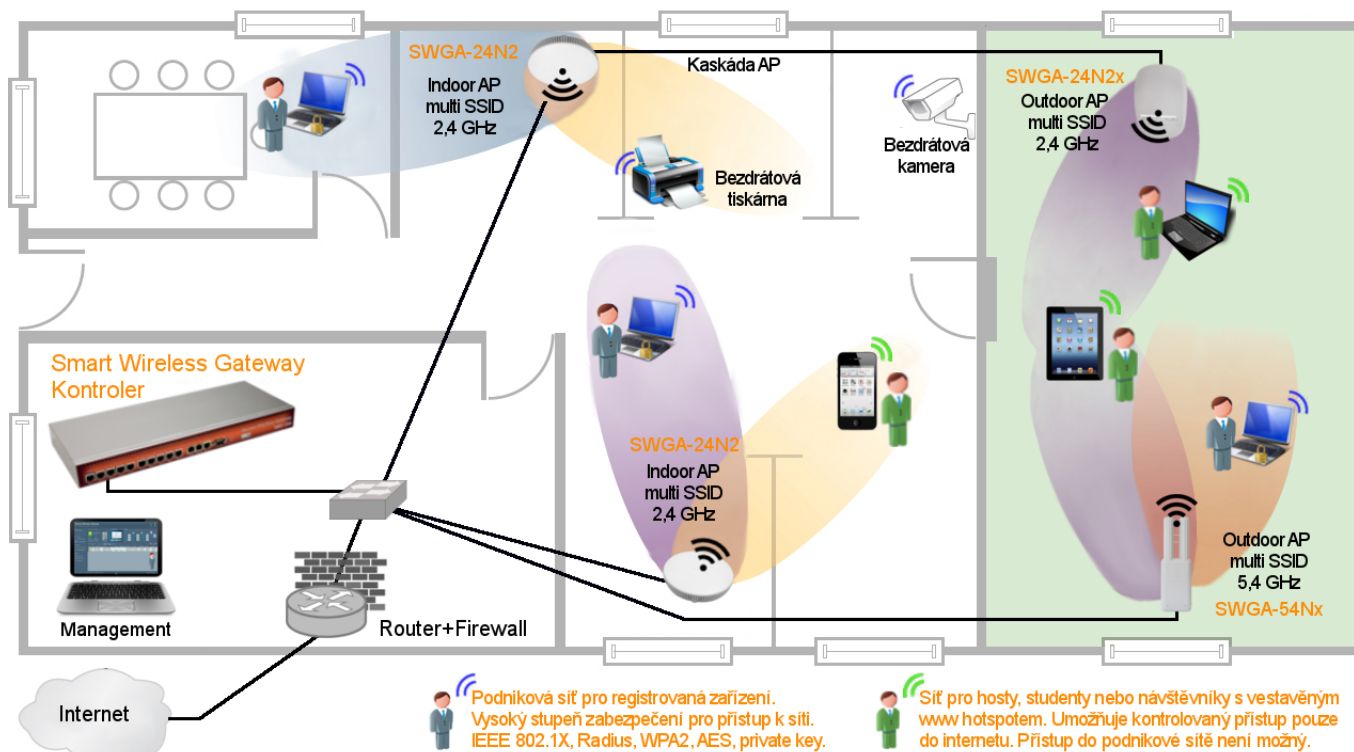 SWGA-24N2
Indoor AP
multi SSID
2,4 GHz
Kaskáda AP
Bezdrátová
tiskárna
Bezdrátová
kamera
SWGA-24N2x
Outdoor AP
multi SSID
2,4 GHz
Smart Wireless Gateway
Kontroler
Management
Router+Firewall
Internet
SWGA-24N2
Indoor AP
multi SSID
2,4 GHz
Outdoor AP
multi SSID
5,4 GHz
SWGA-54Nx
Podniková síť pro registrovaná zařízení.
Vysoký stupeň zabezpečení pro přístup k síti.
IEEE 802.1X, Radius, WPA2, AES, private key.
Síť pro hosty, studenty nebo návštěvníky s vestavěným
www hotspotem. Umožňuje kontrolovaný přístup pouze
do internetu. Přístup do podnikové sítě není možný.